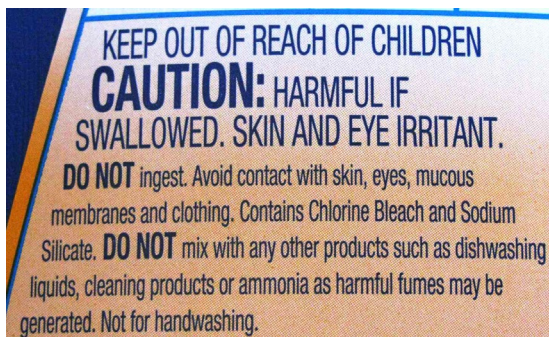 KEEP OUT OF REACH OF CHILDREN
CAUTION: HARMFUL IF
SWALLOWED. SKIN AND EYE IRRITANT.
DO NOT ingest. Avoid contact with skin, eyes, mucous
membranes and clothing. Contains Chlorine Bleach and Sodium
Silicate. DO NOT mix with any other products such as dishwashing
liquids, cleaning products or ammonia as harmful fumes may be
generated. Not for handwashing.